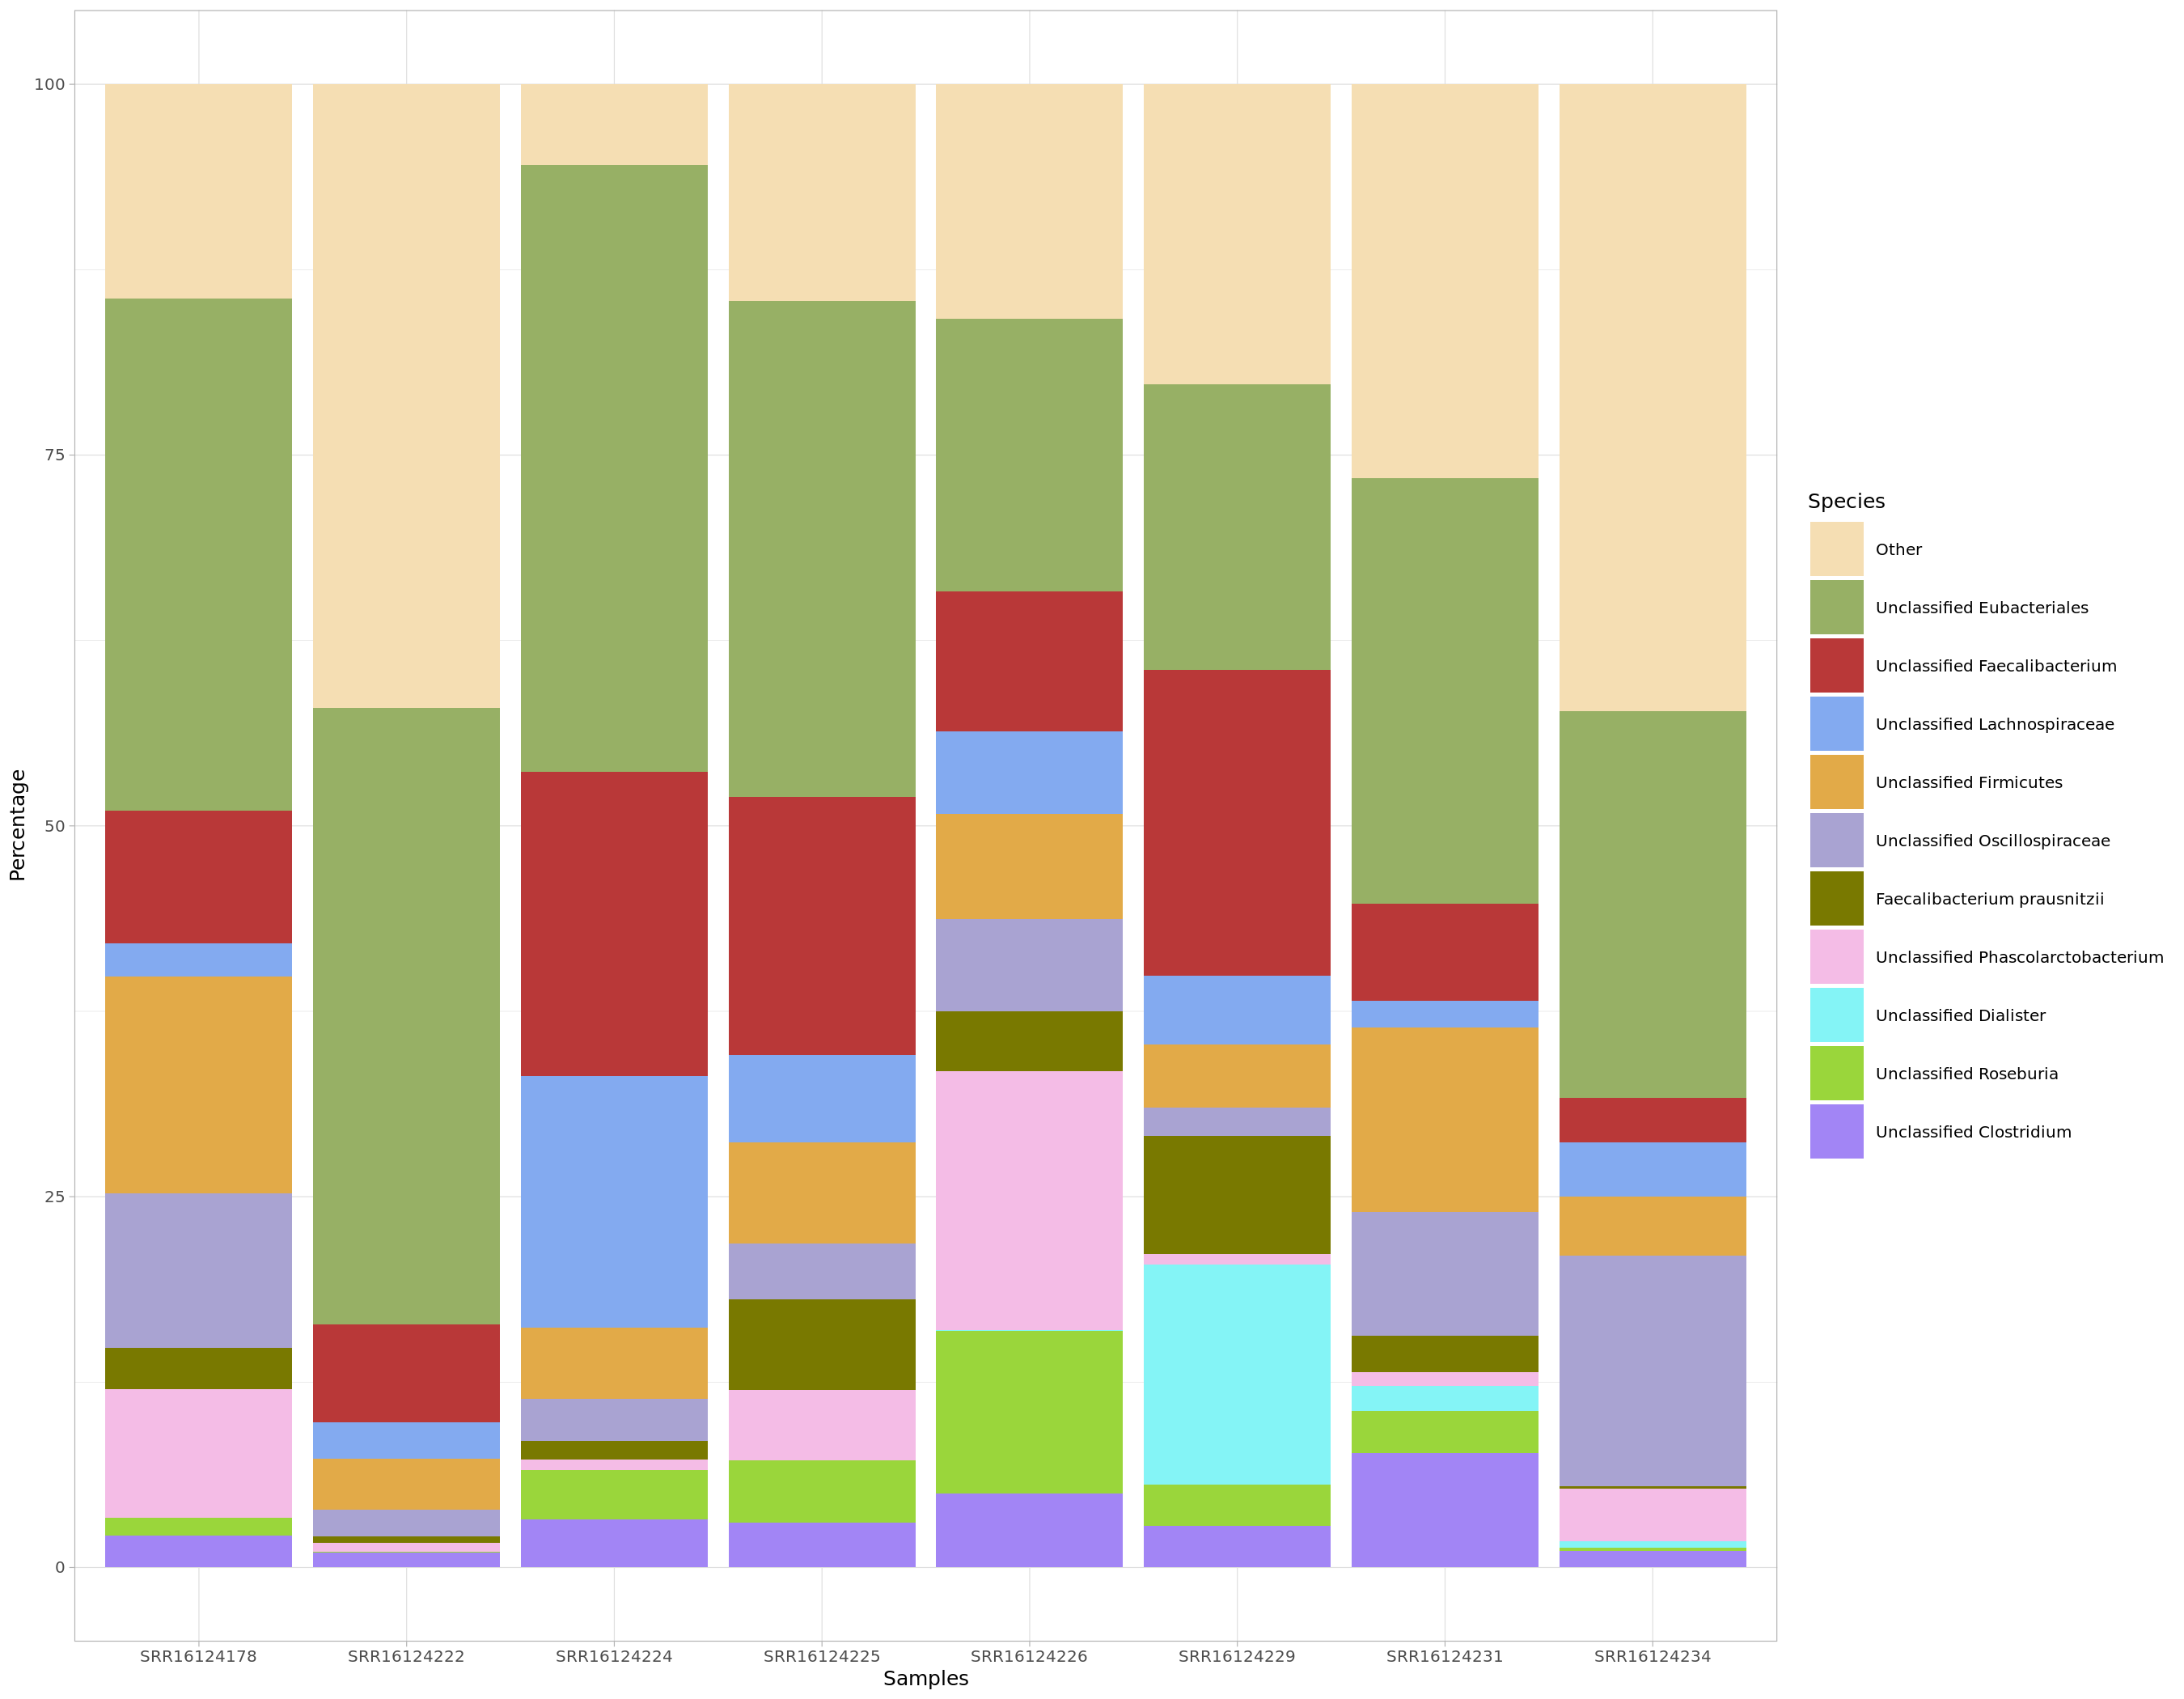 100
75
50
25
0
Percentage
SRR16124178 SRR16124222 SRR16124224 SRR16124225 SRR16124226 SRR16124229 SRR16124231 SRR16124234
Samples
Species
Other
Unclassified Eubacteriales
Unclassified Faecalibacterium
Unclassified Lachnospiraceae
Unclassified Firmicutes
Unclassified Oscillospiraceae
Faecalibacterium prausnitzii
Unclassified Phascolarctobacterium
Unclassified Dialister
Unclassified Roseburia
Unclassified Clostridium